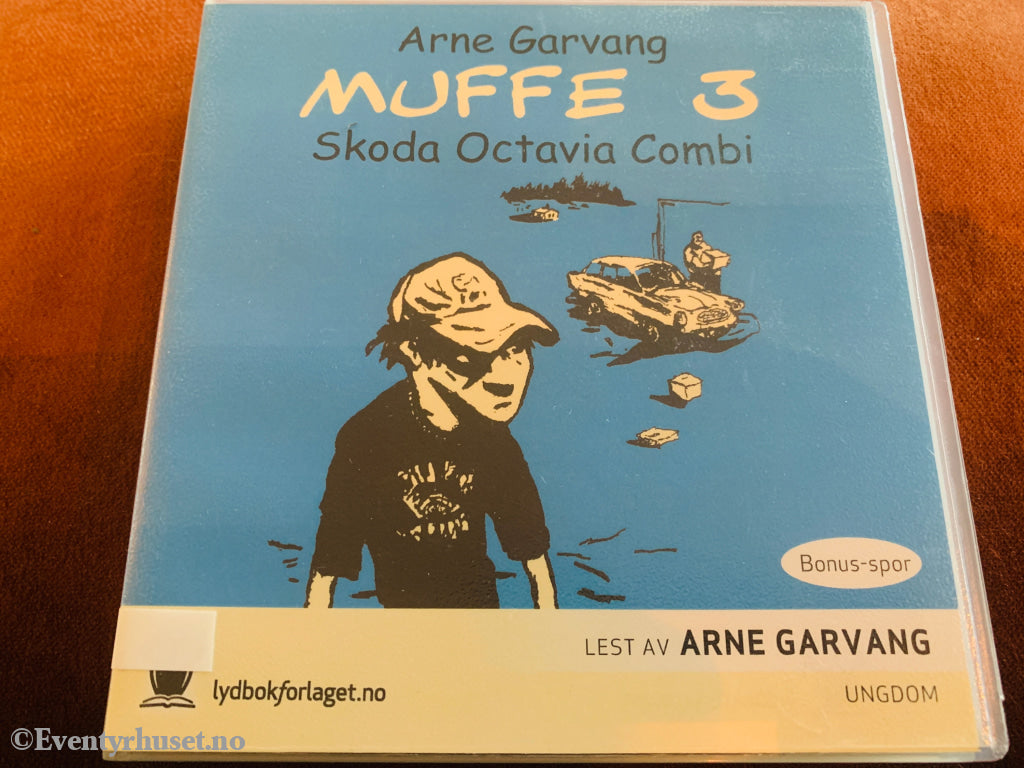 Arne Garvang
MUFFE 3
Skoda Octavia Combi
Bonus-spor
LEST AV ARNE GARVANG
lydbokforlaget.no
UNGDOM
©Eventyrhuset.no